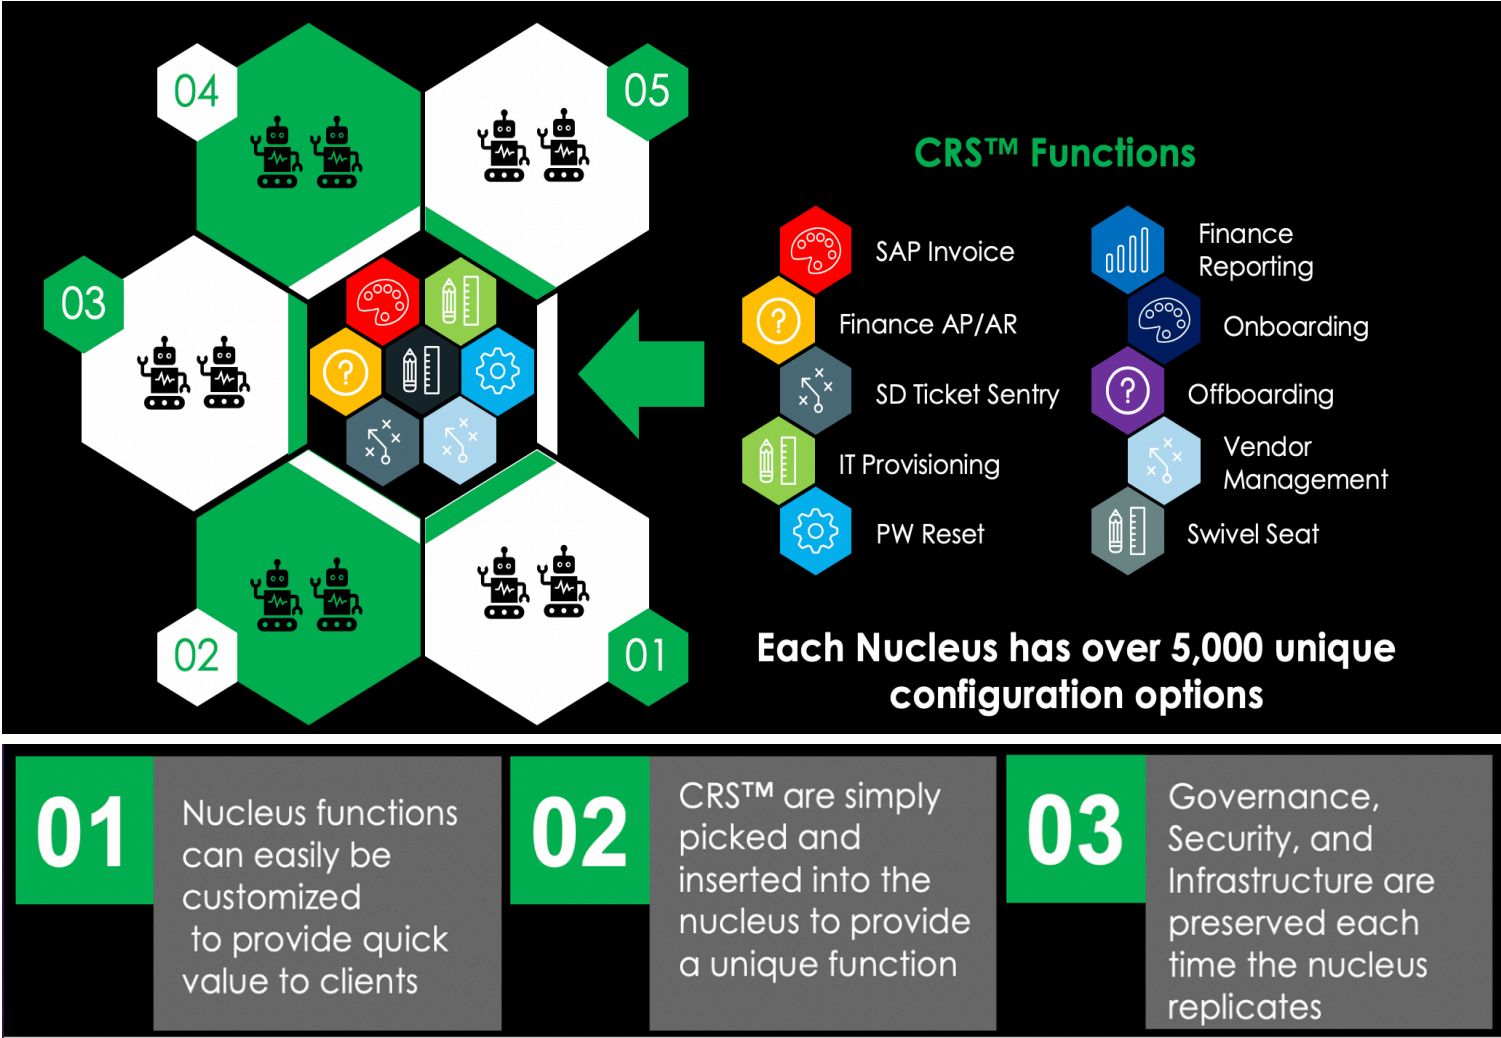 04
05
03
02
01
CRS™ Functions
SAP Invoice
Finance AP/AR
SD Ticket Sentry
IT Provisioning
PW Reset
Finance
Reporting
Onboarding
Offboarding
Vendor
Management
Swivel Seat
Each Nucleus has over 5,000 unique
configuration options
01
Nucleus functions
can easily be
customized
to provide quick
value to clients
02
CRS™ are simply
picked and
inserted into the
nucleus to provide
a unique function
03
Governance,
Security, and
Infrastructure are
preserved each
time the nucleus
replicates